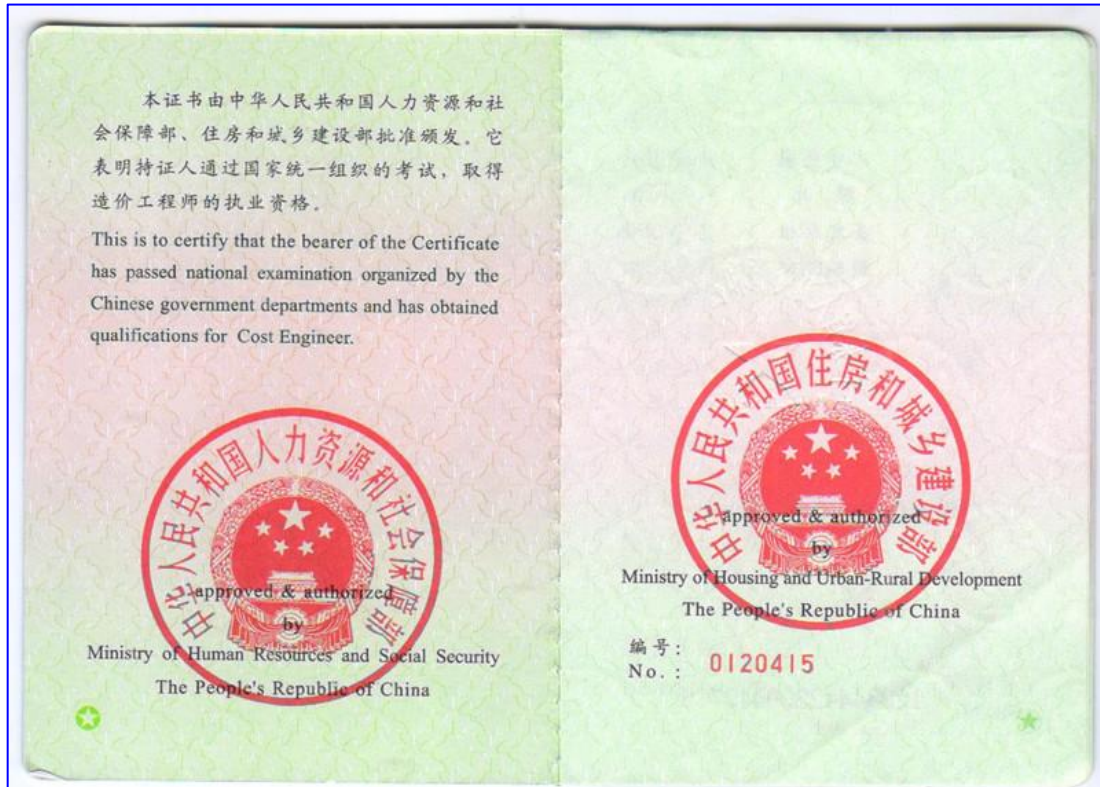 本证书由中华人民共和国人力资源和社
会保障部、住房和城乡建设部批准颁发。它
表明持证人通过国家统一组织的考试，取得
造价工程师的执业资格。
This is to certify that the bearer of the Certificate
has passed national examination organized by the
Chinese government departments and has obtained
qualifications for Cost Engineer.
中华人民共和国人力资源和社会保障部
approved & authorized
by
Ministry of Human Resources and Social Security
The People's Republic of China
中华人民共和国住房和城乡建设部
approved & authorized
by
Ministry of Housing and Urban-Rural Development
The People's Republic of China
编号：
No.: 0120415